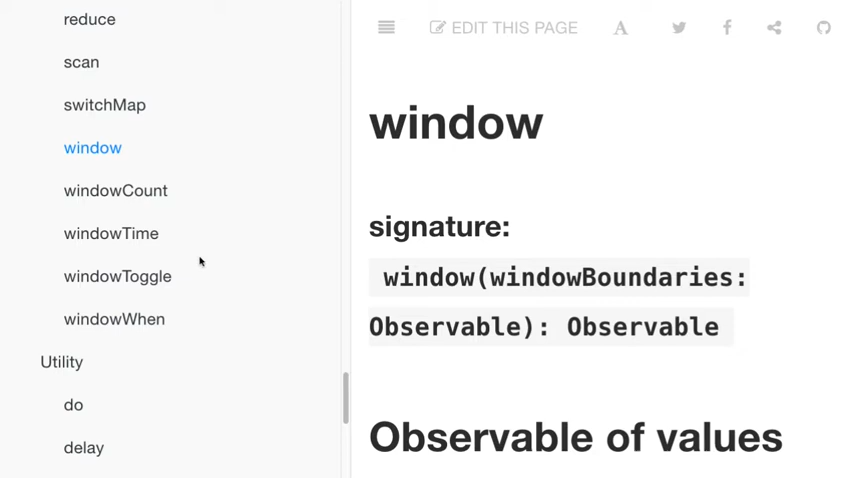 reduce
scan
switchMap
window
windowCount
windowTime
windowToggle
windowWhen
Utility
do
delay
EDIT THIS PAGE
A
window
signature:
window(windowBoundaries:
Observable): Observable
Observable of values